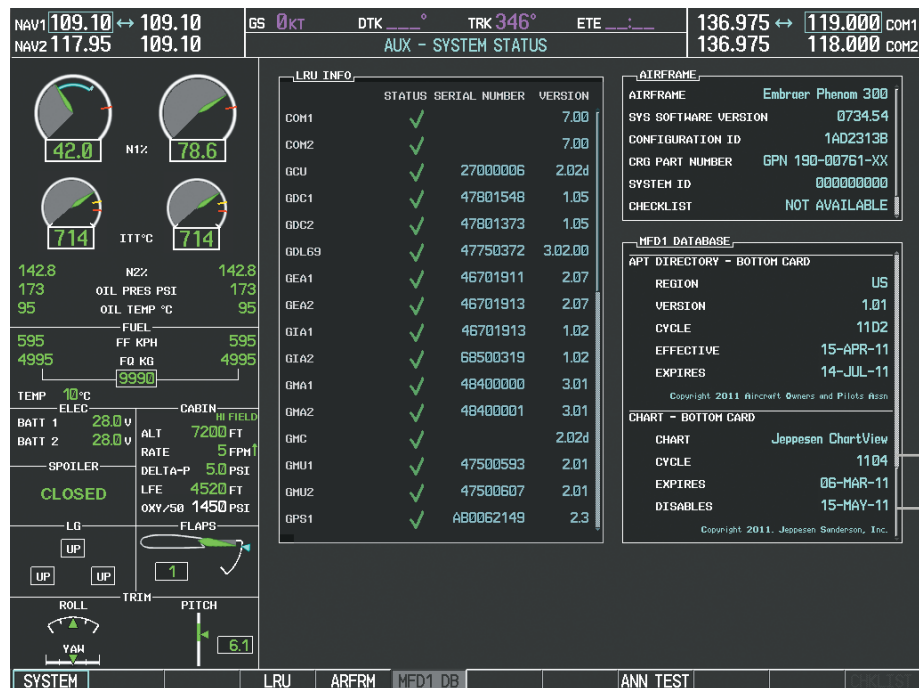 NAV1 109.10 ↔ 109.10
NAV2 117.95 109.10
GS 0KT DTK ___° TRK 346° ETE __:__
AUX - SYSTEM STATUS
136.975 ↔ 119.000 COM1
136.975 118.000 COM2
42.0 N1% 78.6
714 ITT°C 714
142.8 N2% 142.8
173 OIL PRES PSI 173
95 OIL TEMP °C 95
FUEL
595 FF KPH 595
4995 FQ KG 4995
9990
TEMP 10°C
ELEC
BATT 1 28.0 V
BATT 2 28.0 V
SPOILER
CLOSED
CABIN
HI FIELD
ALT 7200 FT
RATE 5 FPM↑
DELTA-P 5.0 PSI
LFE 4520 FT
OXY/50 1450 PSI
LG
UP
UP UP
FLAPS
1
TRIM
ROLL
YAW
PITCH
6.1
LRU INFO
STATUS SERIAL NUMBER VERSION
COM1 ✓ 7.00
COM2 ✓ 7.00
GCU ✓ 27000006 2.02d
GDC1 ✓ 47801548 1.05
GDC2 ✓ 47801373 1.05
GDL69 ✓ 47750372 3.02.00
GEA1 ✓ 46701911 2.07
GEA2 ✓ 46701913 2.07
GIA1 ✓ 46701913 1.02
GIA2 ✓ 68500319 1.02
GMA1 ✓ 48400000 3.01
GMA2 ✓ 48400001 3.01
GMC ✓ 2.02d
GMU1 ✓ 47500593 2.01
GMU2 ✓ 47500607 2.01
GPS1 ✓ AB0062149 2.3
AIRFRAME
AIRFRAME Embraer Phenom 300
SYS SOFTWARE VERSION 0734.54
CONFIGURATION ID 1AD2313B
CRG PART NUMBER GPN 190-00761-XX
SYSTEM ID 000000000
CHECKLIST NOT AVAILABLE
MFD1 DATABASE
APT DIRECTORY - BOTTOM CARD
REGION US
VERSION 1.01
CYCLE 11D2
EFFECTIVE 15-APR-11
EXPIRES 14-JUL-11
Copyright 2011 Aircraft Owners and Pilots Assn
CHART - BOTTOM CARD
CHART Jeppesen ChartView
CYCLE 1104
EXPIRES 06-MAR-11
DISABLES 15-MAY-11
Copyright 2011. Jeppesen Sanderson, Inc.
SYSTEM LRU ARFRM MFD1 DB ANN TEST CHKLIST